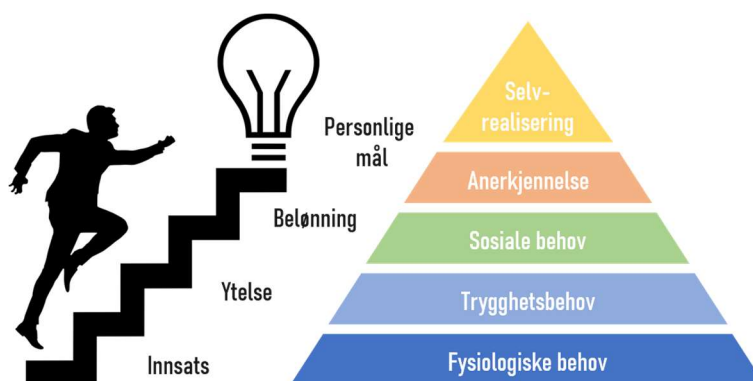 Personlige
mål
Belønning
Ytelse
Innsats
Selv-
realisering
Anerkjennelse
Sosiale behov
Trygghetsbehov
Fysiologiske behov